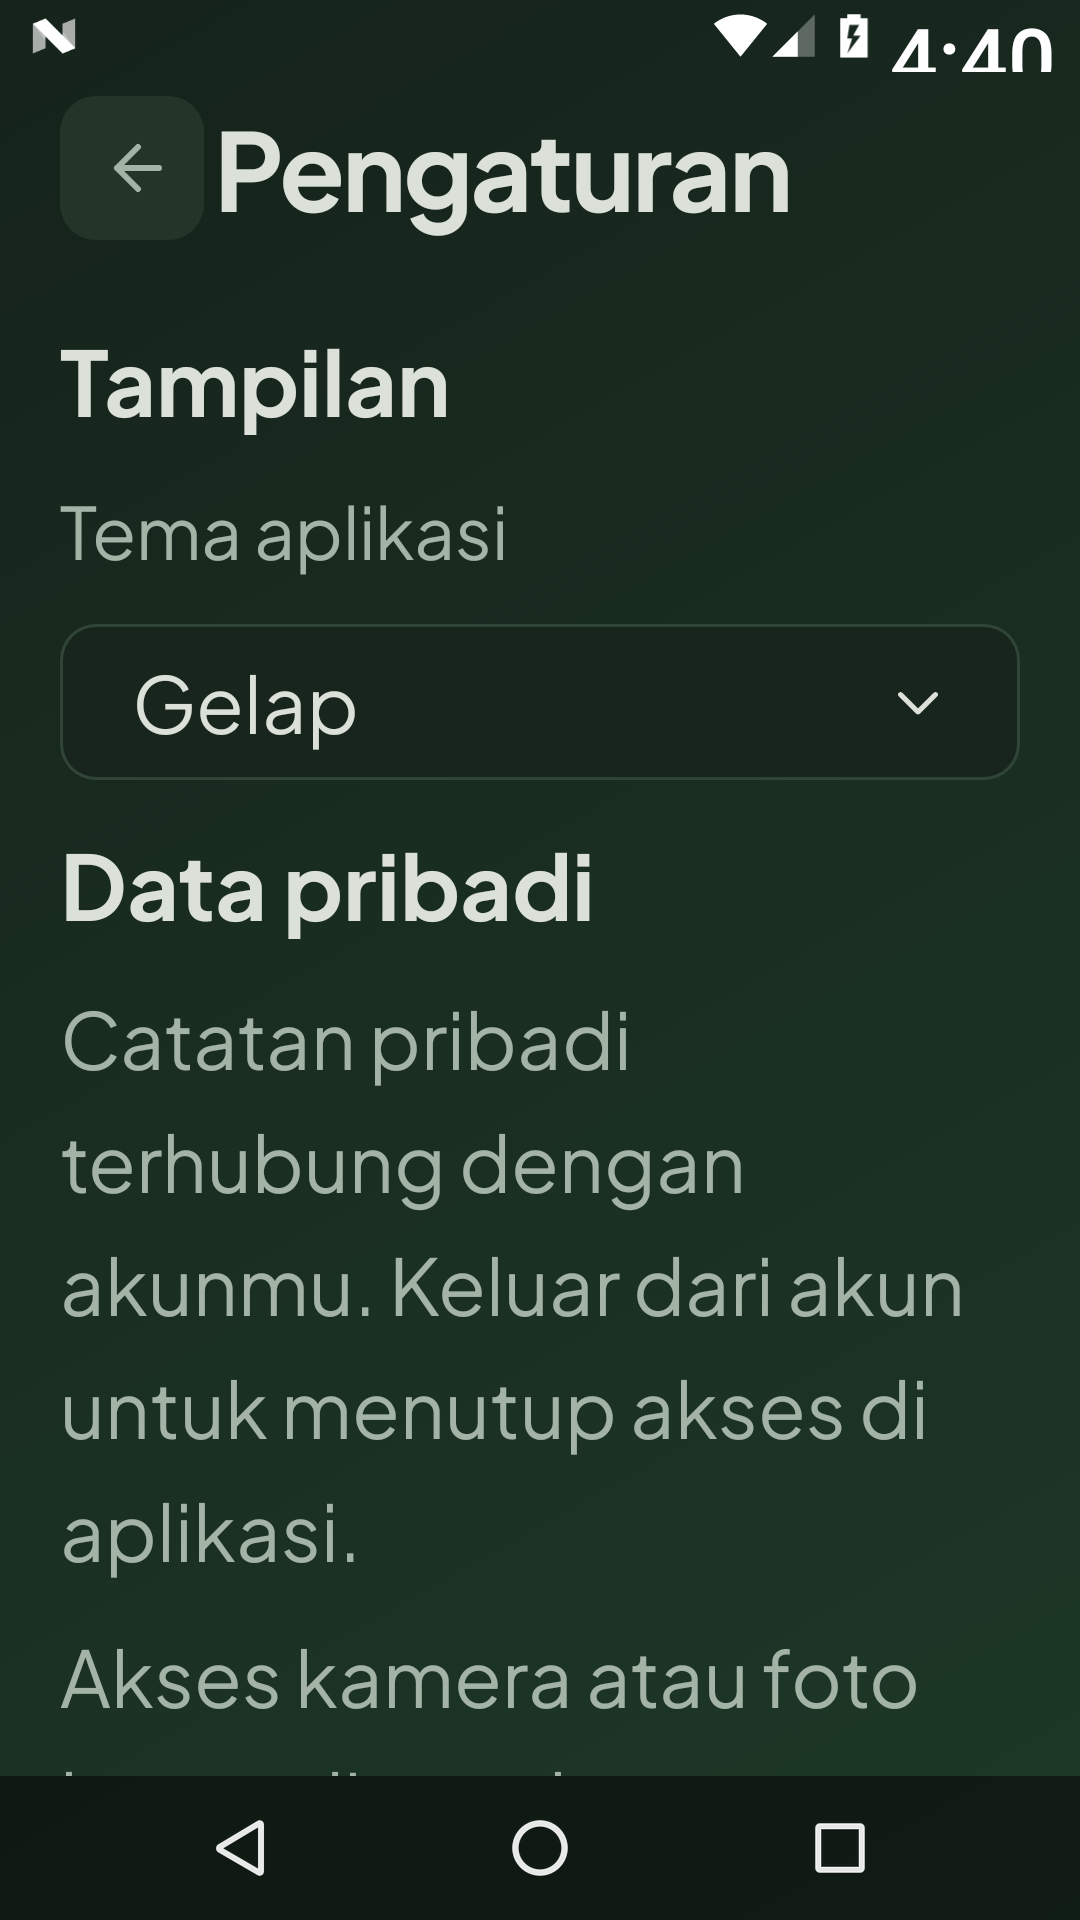 4:40
Pengaturan
Tampilan
Tema aplikasi
Gelap
Data pribadi
Catatan pribadi
terhubung dengan
akunmu. Keluar dari akun
untuk menutup akses di
aplikasi.
Akses kamera atau foto